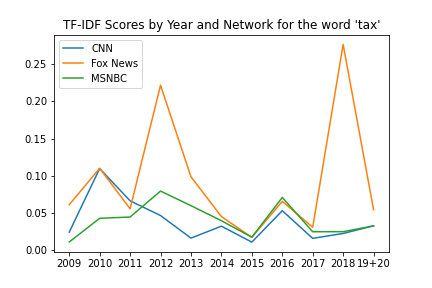 TF-IDF Scores by Year and Network for the word 'tax'
CNN
Fox News
MSNBC
0.25
0.20
0.15
0.10
0.05
0.00
2009 2010 2011 2012 2013 2014 2015 2016 2017 2018 19+20